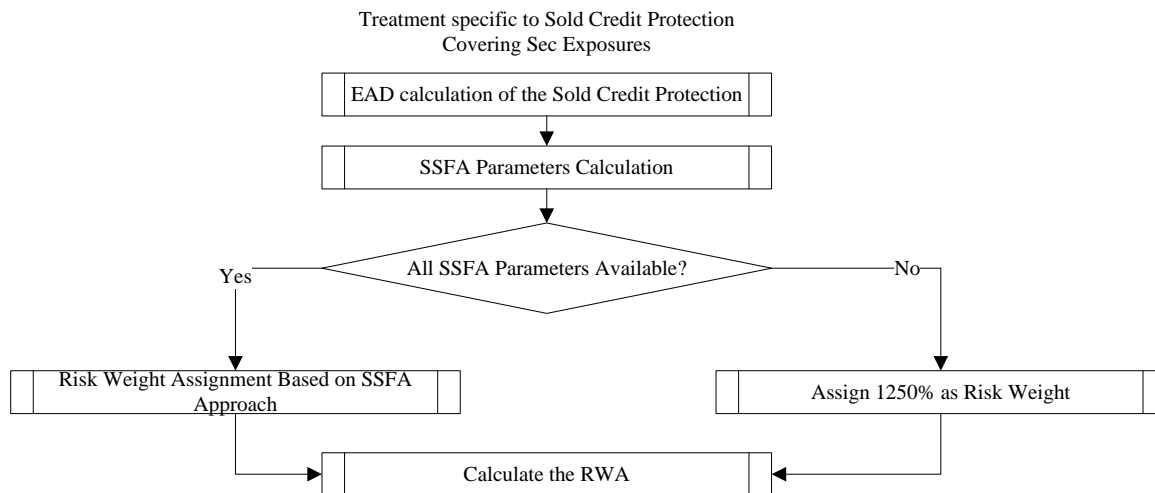 Treatment specific to Sold Credit Protection
Covering Sec Exposures
EAD calculation of the Sold Credit Protection
SSFA Parameters Calculation
All SSFA Parameters Available?
Yes
No
Risk Weight Assignment Based on SSFA
Approach
Assign 1250% as Risk Weight
Calculate the RWA